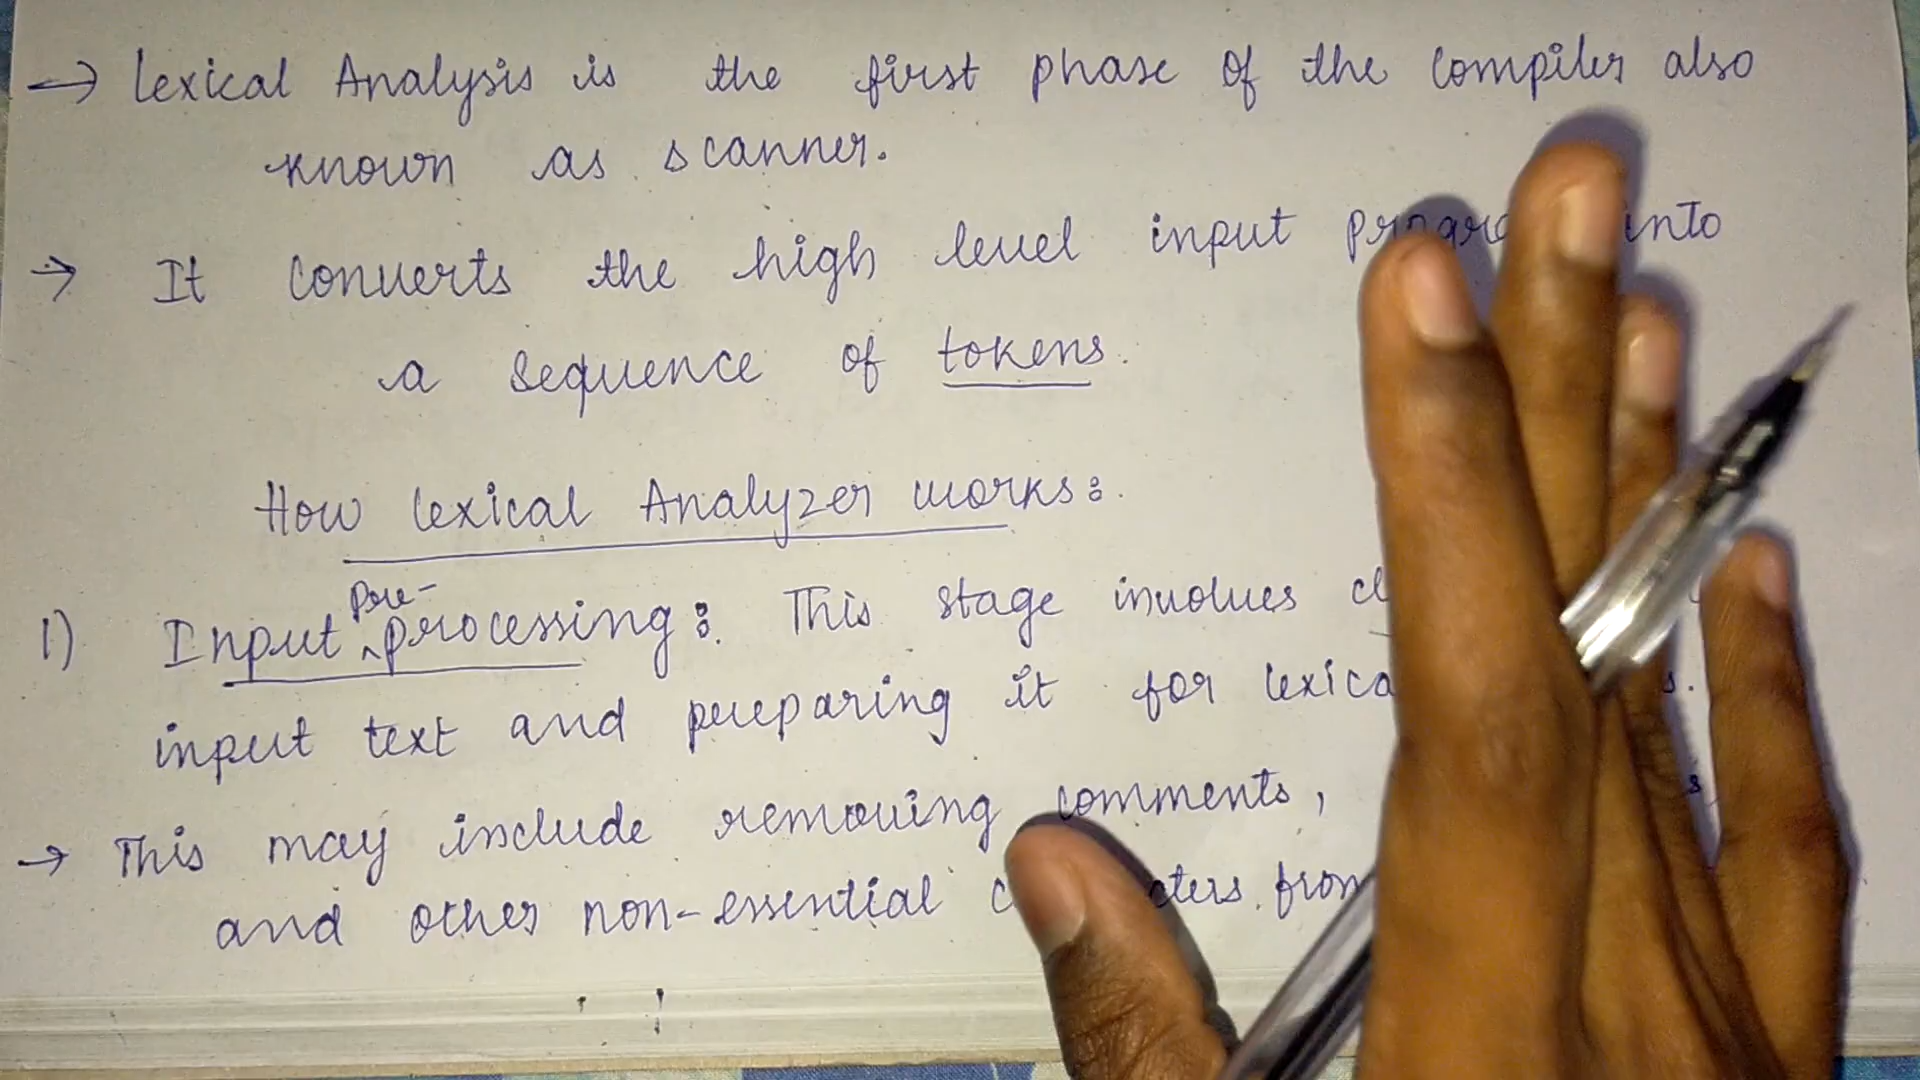 → Lexical Analysis is the first phase of the compiler also
known as scanner.
→ It converts the high level input into
a sequence of tokens.
How Lexical Analyzer works:
1) Input pre-processing: This stage involves
input text and preparing it for
→ This may include removing comments,
and other non-essential